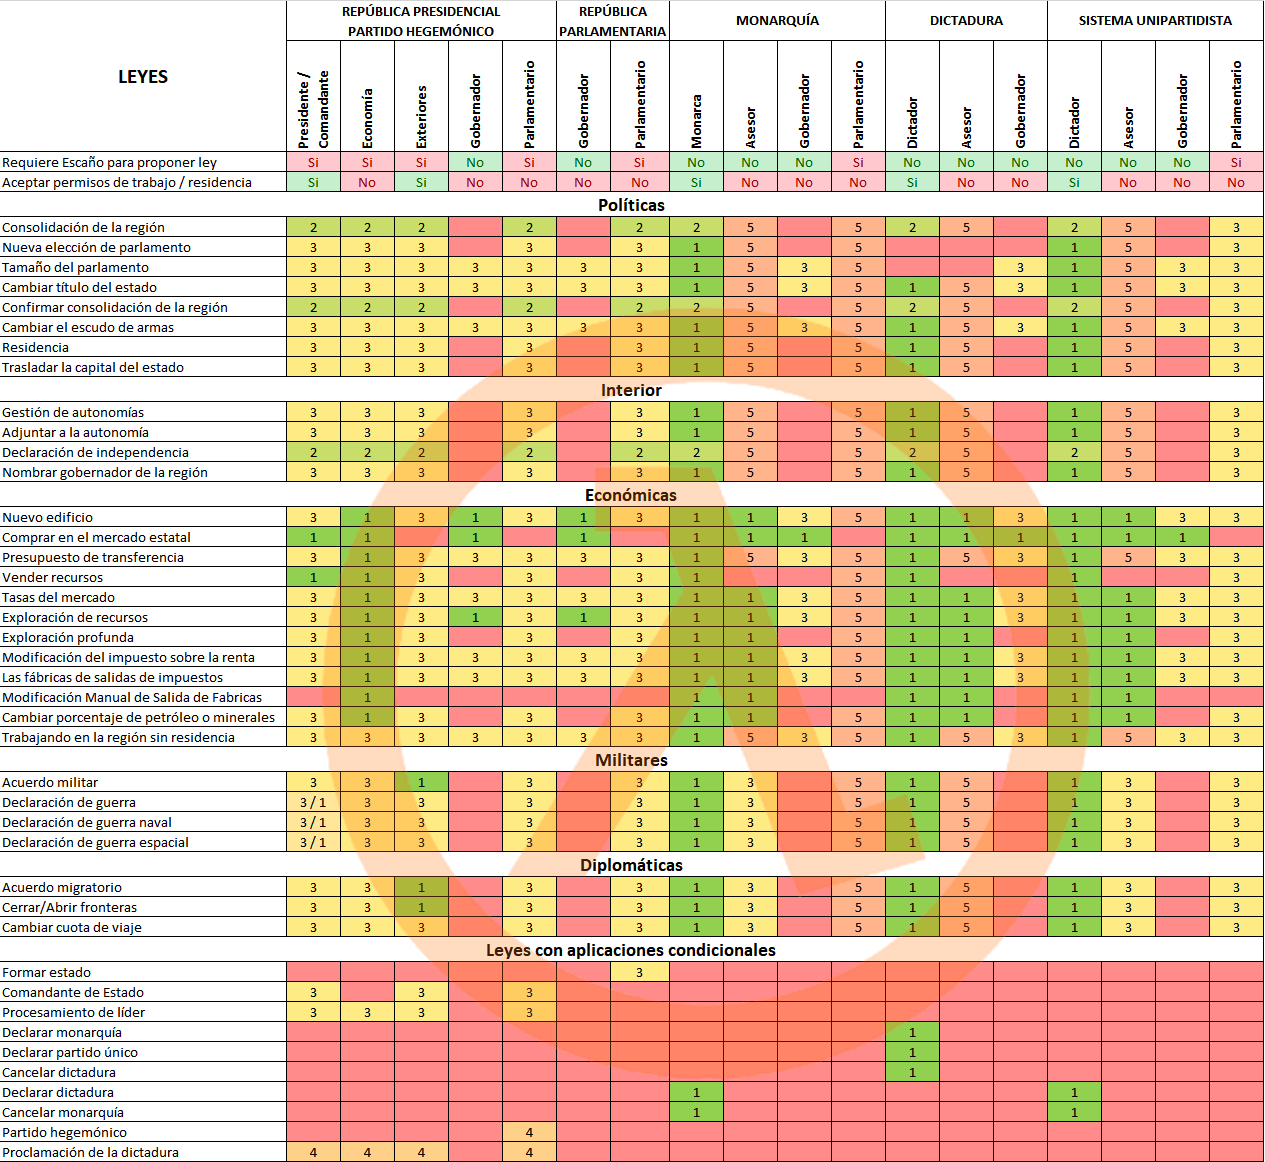 REPÚBLICA PRESIDENCIAL
PARTIDO HEGEMÓNICO
REPÚBLICA
PARLAMENTARIA
MONARQUÍA
DICTADURA
SISTEMA UNIPARTIDISTA
LEYES
Presidente /
Comandante
Economía
Exteriores
Gobernador
Parlamentario
Gobernador
Parlamentario
Monarca
Asesor
Gobernador
Parlamentario
Dictador
Asesor
Gobernador
Dictador
Asesor
Gobernador
Parlamentario
Requiere Escaño para proponer ley Si Si Si No Si No Si No No No Si No No No No No No Si
Aceptar permisos de trabajo / residencia Si No Si No No No No Si No No No Si No No Si No No No
Políticas
Consolidación de la región 2 2 2 2 2 2 5 5 2 5 2 5 3
Nueva elección de parlamento 3 3 3 3 3 1 5 5 1 5 3
Tamaño del parlamento 3 3 3 3 3 3 3 1 5 3 5 3 1 5 3 3
Cambiar título del estado 3 3 3 3 3 3 3 1 5 3 5 1 5 3 1 5 3 3
Confirmar consolidación de la región 2 2 2 2 2 2 5 5 2 5 2 5 3
Cambiar el escudo de armas 3 3 3 3 3 3 3 1 5 3 5 1 5 3 1 5 3 3
Residencia 3 3 3 3 3 1 5 5 1 5 1 5 3
Trasladar la capital del estado 3 3 3 3 3 1 5 5 1 5 1 5 3
Interior
Gestión de autonomías 3 3 3 3 3 1 5 5 1 5 1 5 3
Adjuntar a la autonomía 3 3 3 3 3 1 5 5 1 5 1 5 3
Declaración de independencia 2 2 2 2 2 2 5 5 2 5 2 5 3
Nombrar gobernador de la región 3 3 3 3 3 1 5 5 1 5 1 5 3
Económicas
Nuevo edificio 3 1 3 1 3 1 3 1 1 3 5 1 1 3 1 1 3 3
Comprar en el mercado estatal 1 1 1 1 1 1 1 1 1 1 1 1 1
Presupuesto de transferencia 3 1 3 3 3 3 3 1 5 3 5 1 5 3 1 5 3 3
Vender recursos 1 1 3 3 3 1 5 1 1 3
Tasas del mercado 3 1 3 3 3 3 3 1 1 3 5 1 1 3 1 1 3 3
Exploración de recursos 3 1 3 1 3 1 3 1 1 3 5 1 1 3 1 1 3 3
Exploración profunda 3 1 3 3 3 1 1 5 1 1 1 1 3
Modificación del impuesto sobre la renta 3 1 3 3 3 3 3 1 1 3 5 1 1 3 1 1 3 3
Las fábricas de salidas de impuestos 3 1 3 3 3 3 3 1 1 3 5 1 1 3 1 1 3 3
Modificación Manual de Salida de Fabricas 1 1 1 1 1 1 1
Cambiar porcentaje de petróleo o minerales 3 1 3 3 3 1 1 5 1 1 1 1 3
Trabajando en la región sin residencia 3 3 3 3 3 3 3 1 5 3 5 1 5 3 1 5 3 3
Militares
Acuerdo militar 3 3 1 3 3 1 3 5 1 5 1 3 3
Declaración de guerra 3 / 1 3 3 3 3 1 3 5 1 5 1 3 3
Declaración de guerra naval 3 / 1 3 3 3 3 1 3 5 1 5 1 3 3
Declaración de guerra espacial 3 / 1 3 3 3 3 1 3 5 1 5 1 3 3
Diplomáticas
Acuerdo migratorio 3 3 1 3 3 1 3 5 1 5 1 3 3
Cerrar/Abrir fronteras 3 3 1 3 3 1 3 5 1 5 1 3 3
Cambiar cuota de viaje 3 3 3 3 3 1 3 5 1 5 1 3 3
Leyes con aplicaciones condicionales
Formar estado 3
Comandante de Estado 3 3 3
Procesamiento de líder 3 3 3 3
Declarar monarquía 1
Declarar partido único 1
Cancelar dictadura 1
Declarar dictadura 1 1
Cancelar monarquía 1 1
Partido hegemónico 4
Proclamación de la dictadura 4 4 4 4